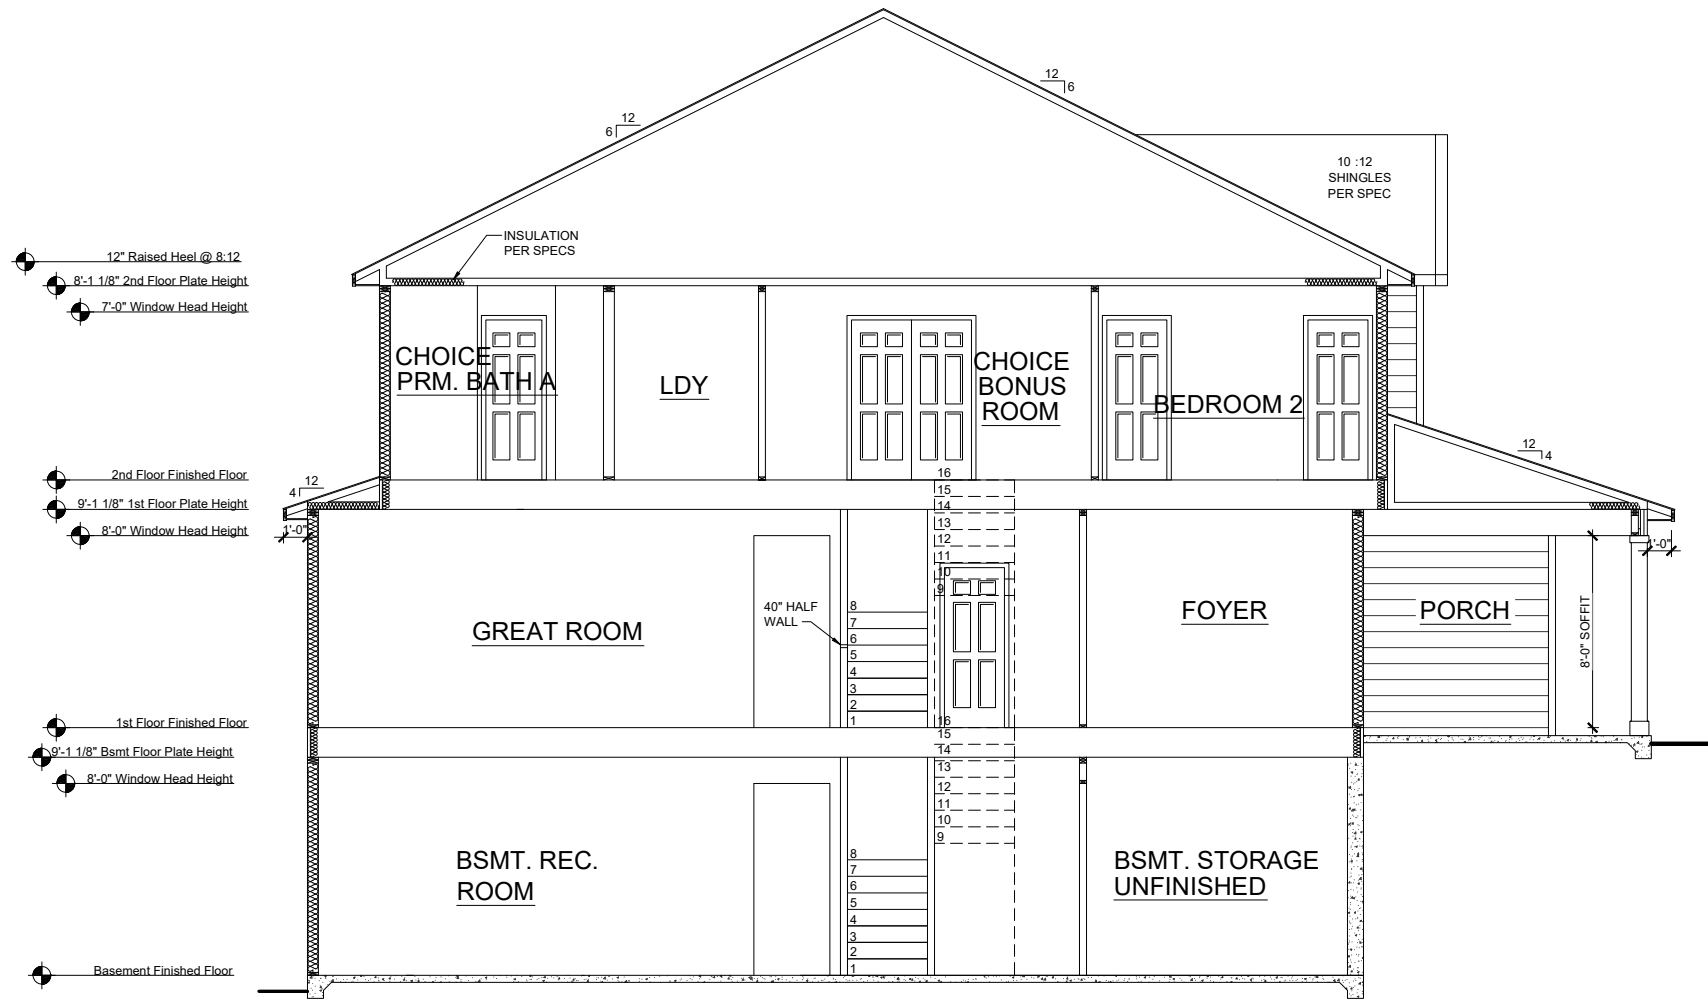 12
6
12
6
10 :12
SHINGLES
PER SPEC
INSULATION
PER SPECS
12" Raised Heel @ 8:12
8'-1 1/8" 2nd Floor Plate Height
7'-0" Window Head Height
CHOICE
PRM. BATH A
LDY
CHOICE
BONUS
ROOM
BEDROOM 2
12
4
2nd Floor Finished Floor
12
4
9'-1 1/8" 1st Floor Plate Height
8'-0" Window Head Height
1'-0"
1'-0"
16
15
14
13
12
11
10
9
40" HALF
WALL
8
7
6
5
4
3
2
1
GREAT ROOM
FOYER
PORCH
8'-0" SOFFIT
1st Floor Finished Floor
9'-1 1/8" Bsmt Floor Plate Height
8'-0" Window Head Height
16
15
14
13
12
11
10
9
8
7
6
5
4
3
2
1
BSMT. REC.
ROOM
BSMT. STORAGE
UNFINISHED
Basement Finished Floor